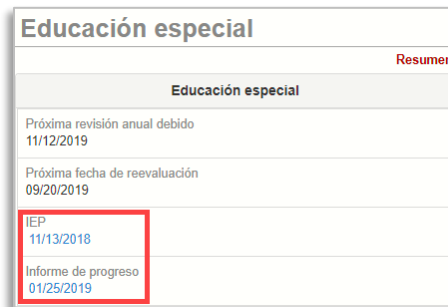 Educación especial
Resumen
Educación especial
Próxima revisión anual debido
11/12/2019
Próxima fecha de reevaluación
09/20/2019
IEP
11/13/2018
Informe de progreso
01/25/2019